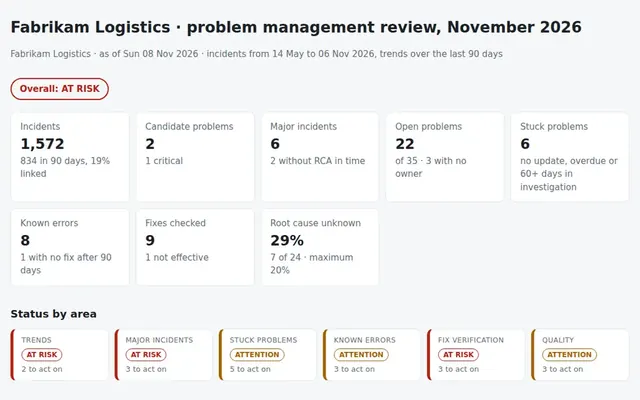 Fabrikam Logistics · problem management review, November 2026
Fabrikam Logistics · as of Sun 08 Nov 2026 · incidents from 14 May to 06 Nov 2026, trends over the last 90 days
Overall: AT RISK
Incidents
1,572
834 in 90 days, 19%
linked
Candidate problems
2
1 critical
Major incidents
6
2 without RCA in time
Open problems
22
of 35 · 3 with no
owner
Stuck problems
6
no update, overdue or
60+ days in
investigation
Known errors
8
1 with no fix after 90
days
Fixes checked
9
1 not effective
Root cause unknown
29%
7 of 24 · maximum
20%
Status by area
TRENDS
AT RISK
2 to act on
MAJOR INCIDENTS
AT RISK
3 to act on
STUCK PROBLEMS
ATTENTION
5 to act on
KNOWN ERRORS
ATTENTION
3 to act on
FIX VERIFICATION
AT RISK
3 to act on
QUALITY
ATTENTION
3 to act on